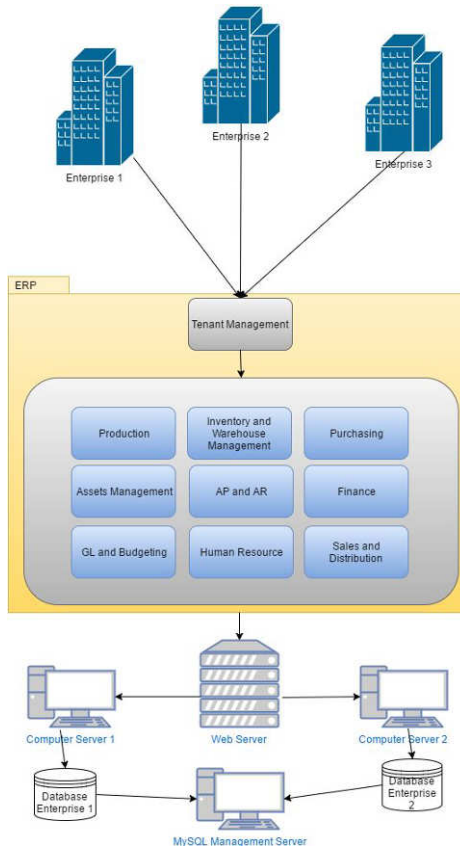 Enterprise 1
Enterprise 2
Enterprise 3
ERP
Tenant Management
Production
Inventory and
Warehouse
Management
Purchasing
Assets Management
AP and AR
Finance
GL and Budgeting
Human Resource
Sales and
Distribution
Computer Server 1
Web Server
Computer Server 2
Database
Enterprise 1
Database
Enterprise
2
MySQL Management Server